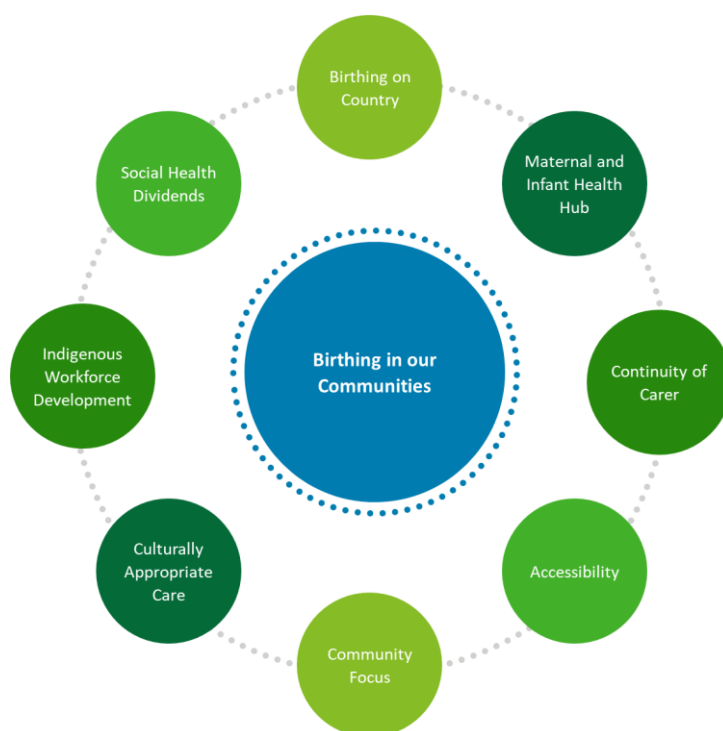 Birthing on
Country
Maternal and
Infant Health
Hub
Continuity of
Carer
Accessibility
Community
Focus
Culturally
Appropriate
Care
Indigenous
Workforce
Development
Social Health
Dividends
Birthing in our
Communities